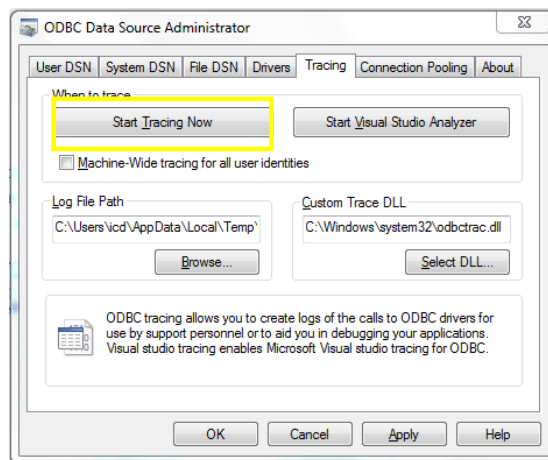 ODBC Data Source Administrator
User DSN System DSN File DSN Drivers Tracing Connection Pooling About
When to trace
Start Tracing Now Start Visual Studio Analyzer
Machine-Wide tracing for all user identities
Log File Path Custom Trace DLL
C:\Users\icd\AppData\Local\Temp\ C:\Windows\system32\odbctrac.dll
Browse... Select DLL...
ODBC tracing allows you to create logs of the calls to ODBC drivers for
use by support personnel or to aid you in debugging your applications.
Visual studio tracing enables Microsoft Visual studio tracing for ODBC.
OK Cancel Apply Help